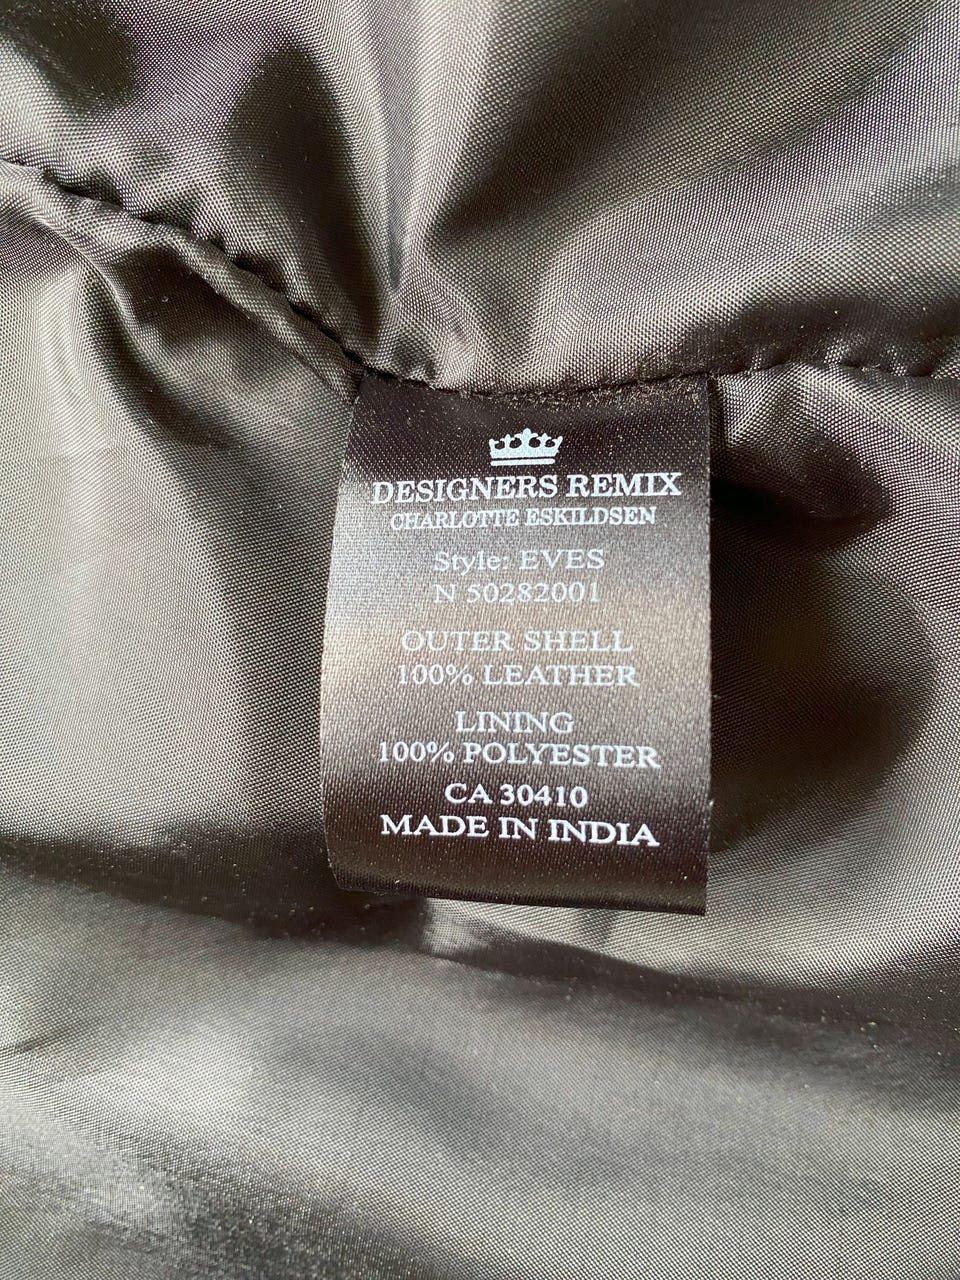 DESIGNERS REMIX
CHARLOTTE ESKILDSEN
Style: EVES
N 50282001
OUTER SHELL
100% LEATHER
LINING
100% POLYESTER
CA 30410
MADE IN INDIA